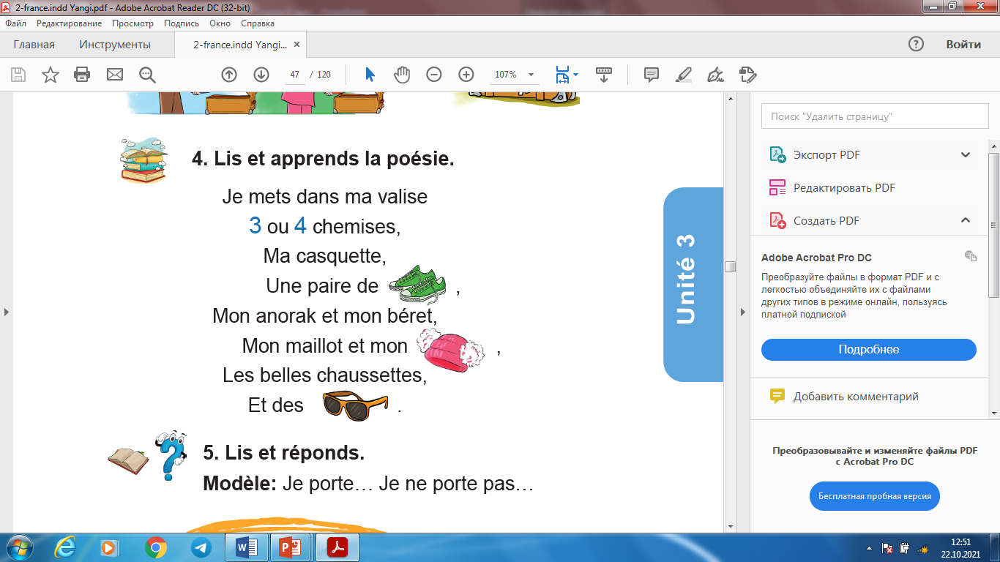 2-france.indd Yangi.pdf - Adobe Acrobat Reader DC (32-bit)
Файл Редактирование Просмотр Подпись Окно Справка
Главная Инструменты 2-france.indd Yangi... × Войти
47 / 120 107%
4. Lis et apprends la poésie.
Je mets dans ma valise
3 ou 4 chemises,
Ma casquette,
Une paire de ,
Mon anorak et mon béret,
Mon maillot et mon ,
Les belles chaussettes,
Et des .
5. Lis et réponds.
Modèle: Je porte… Je ne porte pas…
Unité 3
Поиск "Удалить страницу"
Экспорт PDF
Редактировать PDF
Создать PDF
Adobe Acrobat Pro DC
Преобразуйте файлы в формат PDF и с
легкостью объединяйте их с файлами
других типов в режиме онлайн, пользуясь
платной подпиской
Подробнее
Добавить комментарий
Преобразовывайте и изменяйте файлы PDF
с Acrobat Pro DC
Бесплатная пробная версия
12:51
22.10.2021